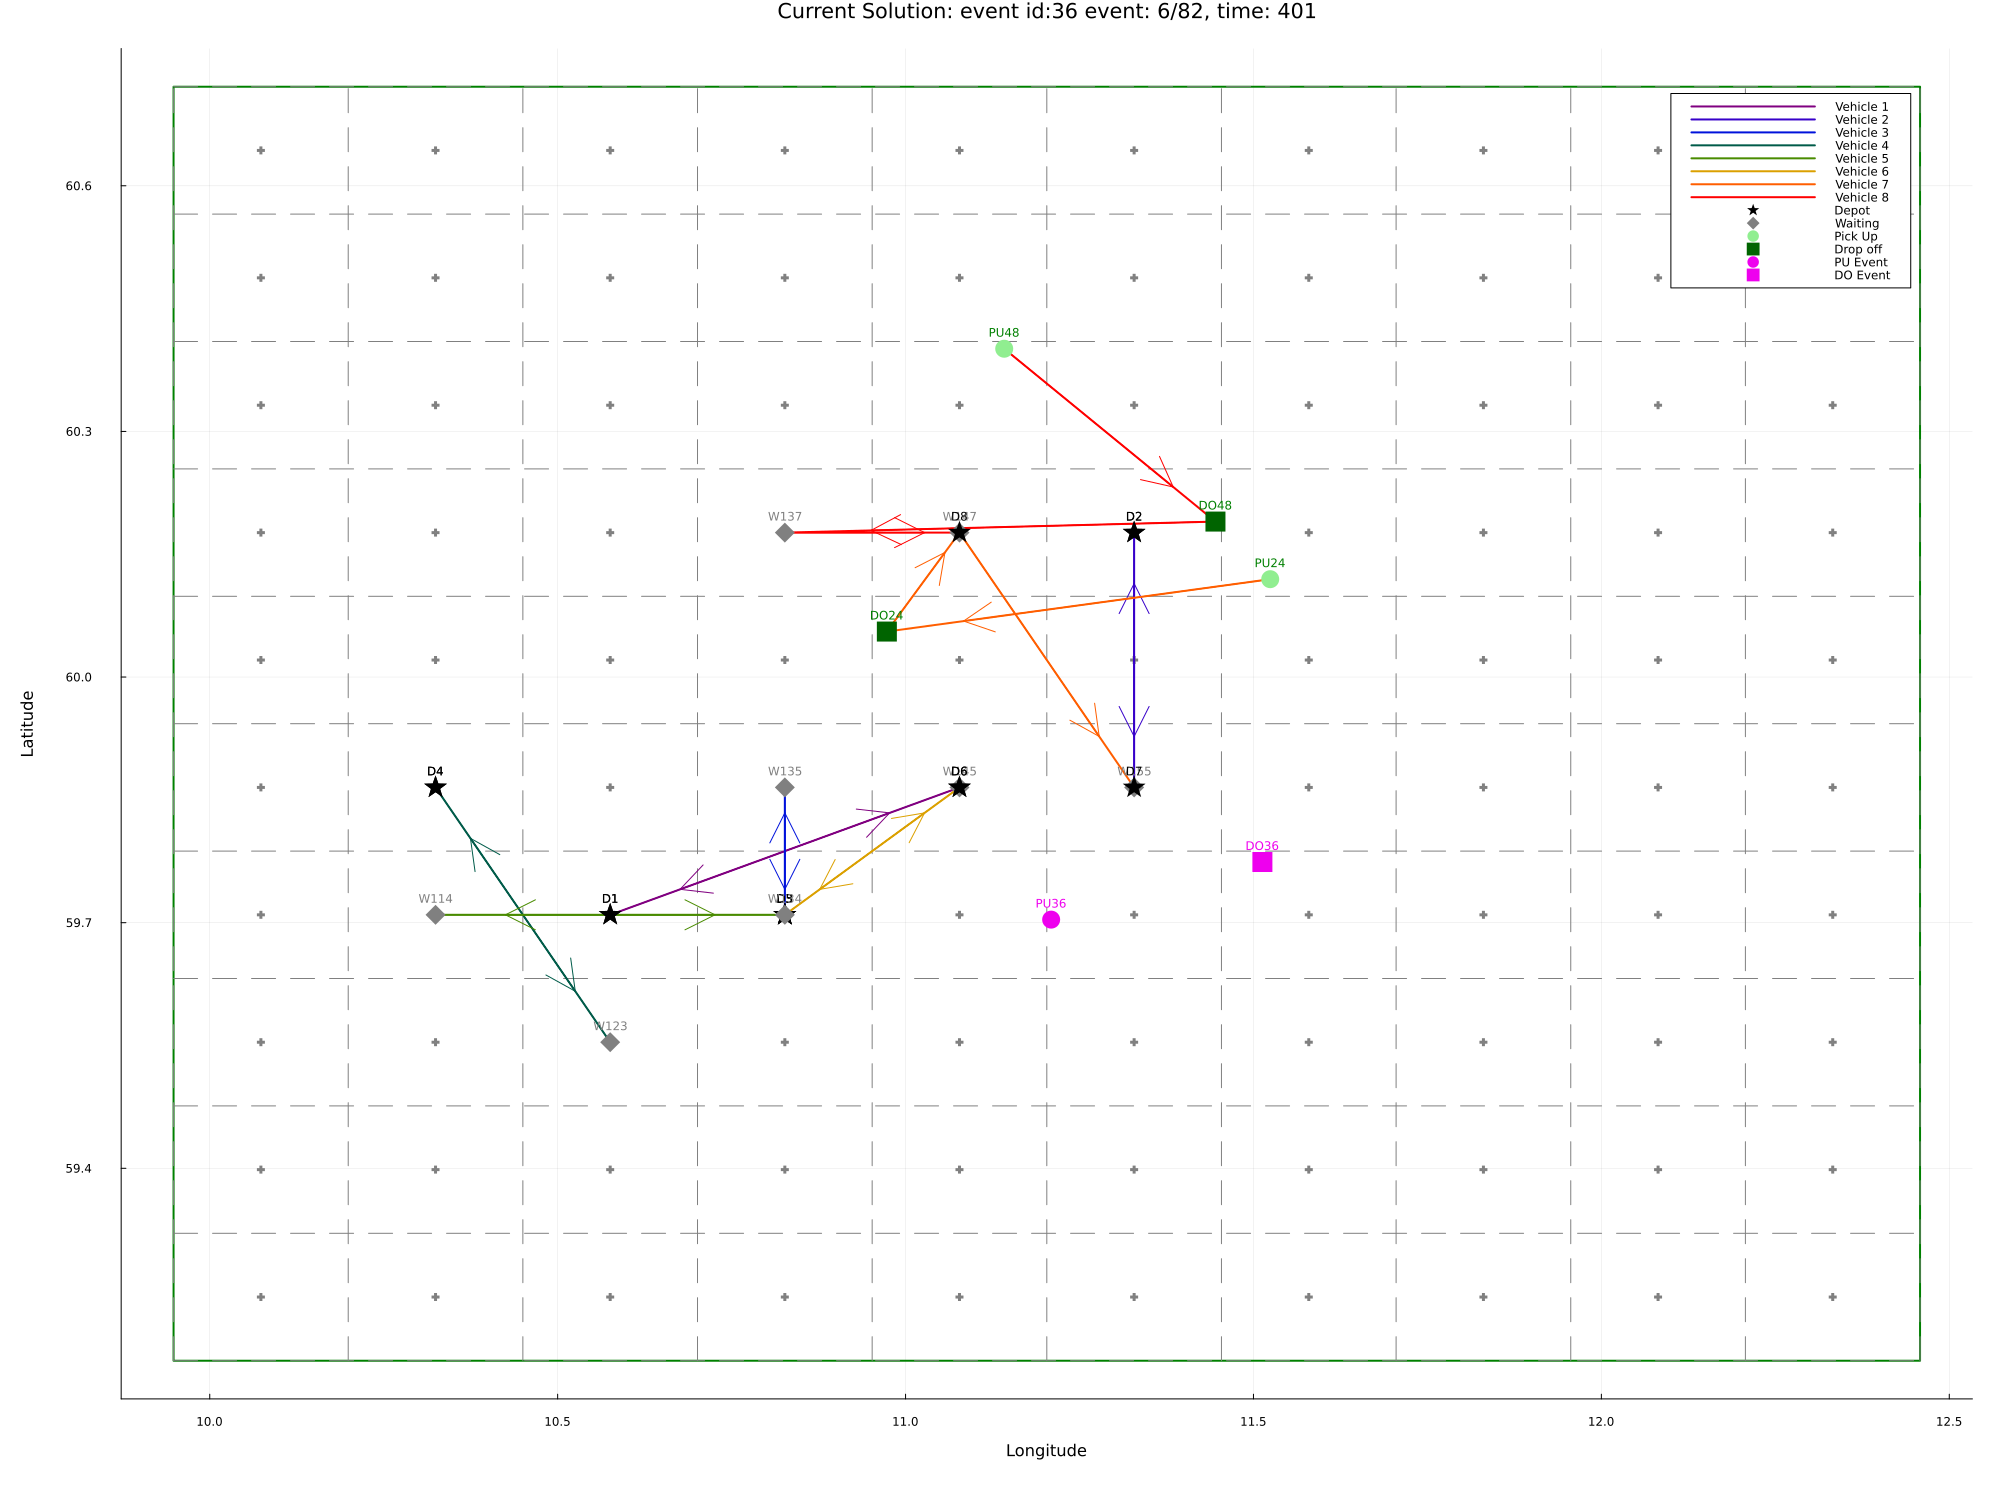 Current Solution: event id:36 event: 6/82, time: 401
Vehicle 1
Vehicle 2
Vehicle 3
Vehicle 4
Vehicle 5
Vehicle 6
Vehicle 7
Vehicle 8
Depot
Waiting
Pick Up
Drop off
PU Event
DO Event
60.6
60.3
60.0
59.7
59.4
Latitude
PU48
DO48
W137
D8
D2
PU24
DO24
D4
W135
D6
D7
DO36
W114
D1
PU36
W123
10.0
10.5
11.0
11.5
12.0
12.5
Longitude